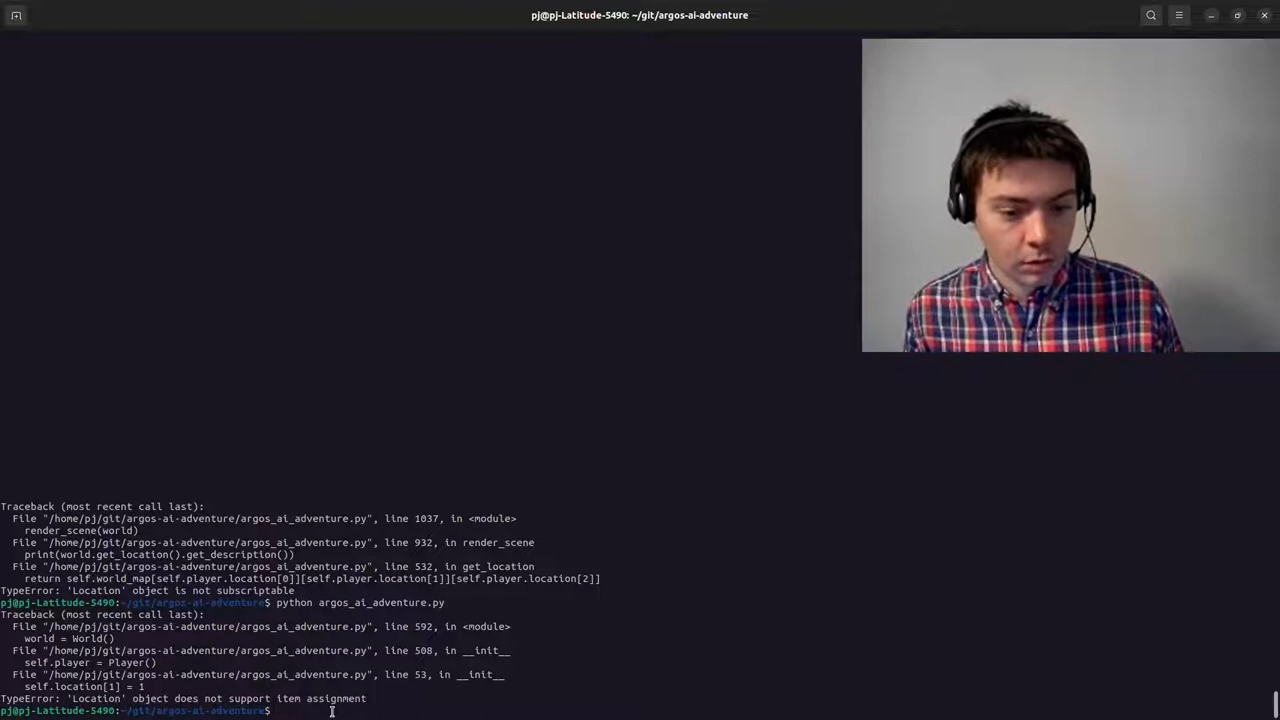 pj@pj-Latitude-5490: ~/git/argos-ai-adventure
Traceback (most recent call last):
  File "/home/pj/git/argos-ai-adventure/argos_ai_adventure.py", line 1037, in <module>
    render_scene(world)
  File "/home/pj/git/argos-ai-adventure/argos_ai_adventure.py", line 932, in render_scene
    print(world.get_location().get_description())
  File "/home/pj/git/argos-ai-adventure/argos_ai_adventure.py", line 532, in get_location
    return self.world_map[self.player.location[0]][self.player.location[1]][self.player.location[2]]
TypeError: 'Location' object is not subscriptable
pj@pj-Latitude-5490:~/git/argos-ai-adventure$ python argos_ai_adventure.py
Traceback (most recent call last):
  File "/home/pj/git/argos-ai-adventure/argos_ai_adventure.py", line 592, in <module>
    world = World()
  File "/home/pj/git/argos-ai-adventure/argos_ai_adventure.py", line 508, in __init__
    self.player = Player()
  File "/home/pj/git/argos-ai-adventure/argos_ai_adventure.py", line 53, in __init__
    self.location[1] = 1
TypeError: 'Location' object does not support item assignment
pj@pj-Latitude-5490:~/git/argos-ai-adventure$